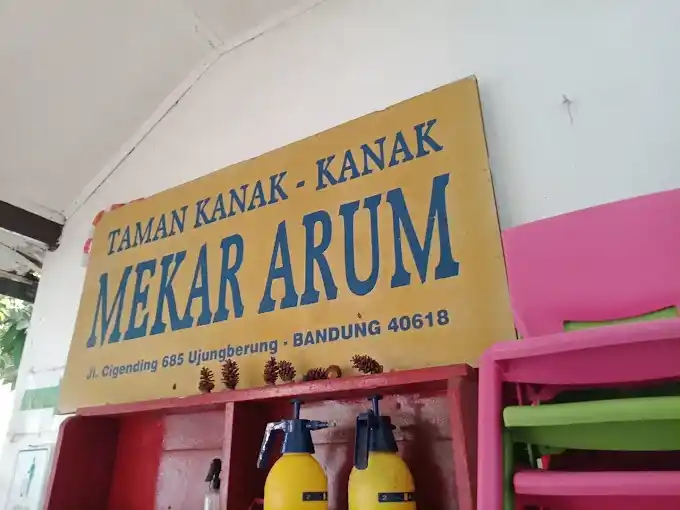 TAMAN KANAK - KANAK
MEKAR ARUM
Jl. Cigending 685 Ujungberung - BANDUNG 40618